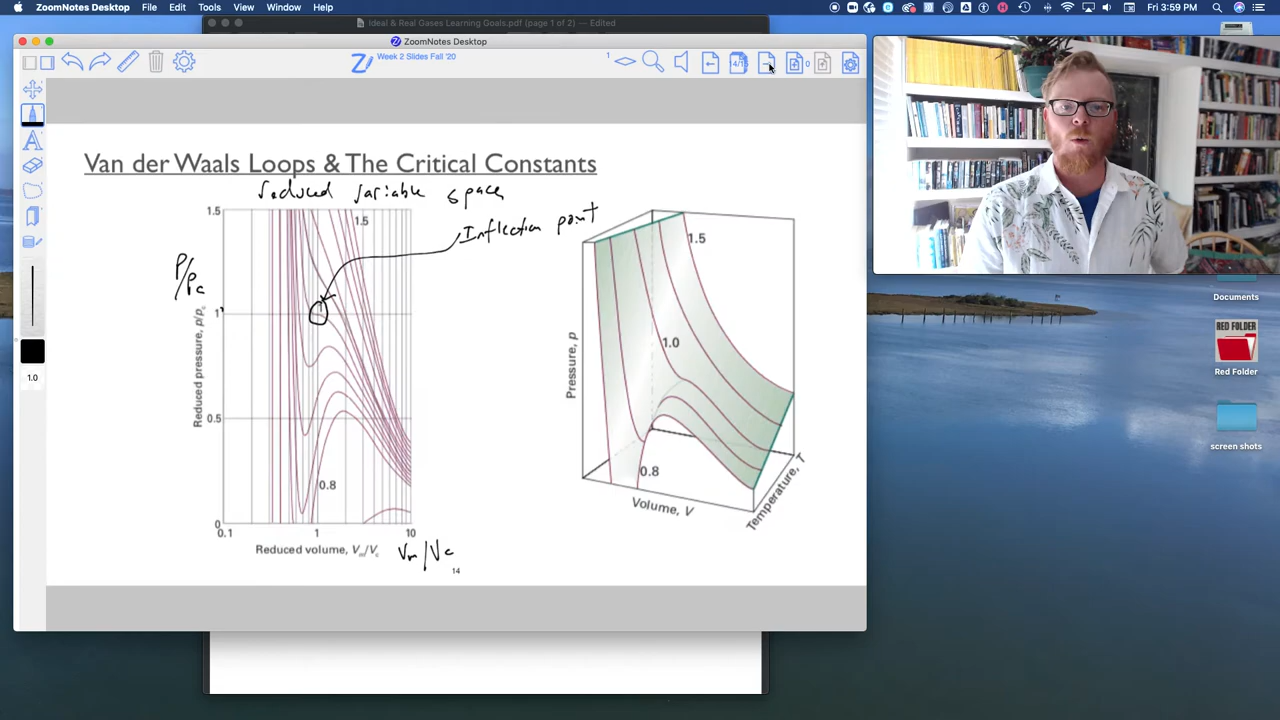 ZoomNotes Desktop File Edit Tools Window Help
Fri 3:59 PM
Ideal & Real Gases Learning Goals.pdf (page 1 of 2) — Edited
ZoomNotes Desktop
Week 2 Slides Fall '20
1
0
Van der Waals Loops & The Critical Constants
reduced variable space
Inflection point
1.5
1.5
P/Pc
1
Reduced pressure, p/pc
0.5
0.8
0
0.1
1
10
Reduced volume, Vm/Vc
Vm/Vc
14
1.5
1.0
0.8
Pressure, p
Volume, V
Temperature, T
1.0
Documents
RED FOLDER
Red Folder
screen shots